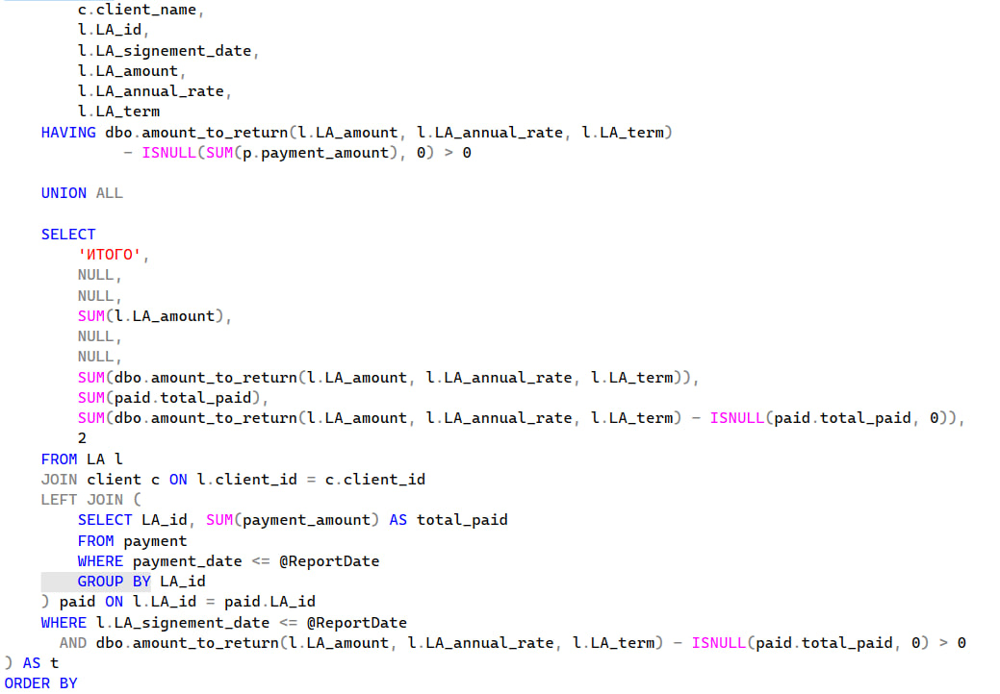 c.client_name,
l.LA_id,
l.LA_signement_date,
l.LA_amount,
l.LA_annual_rate,
l.LA_term
HAVING dbo.amount_to_return(l.LA_amount, l.LA_annual_rate, l.LA_term)
- ISNULL(SUM(p.payment_amount), 0) > 0
UNION ALL
SELECT
'ИТОГО',
NULL,
NULL,
SUM(l.LA_amount),
NULL,
NULL,
SUM(dbo.amount_to_return(l.LA_amount, l.LA_annual_rate, l.LA_term)),
SUM(paid.total_paid),
SUM(dbo.amount_to_return(l.LA_amount, l.LA_annual_rate, l.LA_term) - ISNULL(paid.total_paid, 0)),
2
FROM LA l
JOIN client c ON l.client_id = c.client_id
LEFT JOIN (
SELECT LA_id, SUM(payment_amount) AS total_paid
FROM payment
WHERE payment_date <= @ReportDate
GROUP BY LA_id
) paid ON l.LA_id = paid.LA_id
WHERE l.LA_signement_date <= @ReportDate
AND dbo.amount_to_return(l.LA_amount, l.LA_annual_rate, l.LA_term) - ISNULL(paid.total_paid, 0) > 0
) AS t
ORDER BY